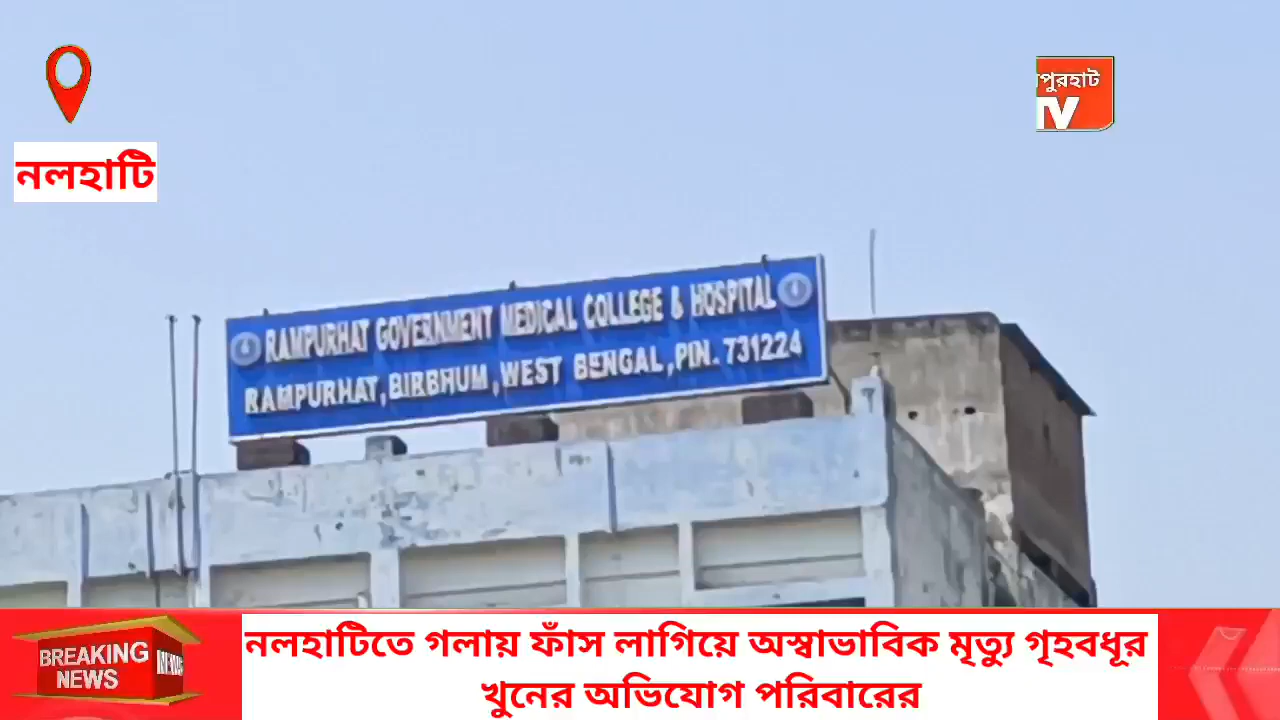 পুরহাট
TV
নলহাটি
RAMPURHAT GOVERNMENT MEDICAL COLLEGE & HOSPITAL
RAMPURHAT, BIRBHUM, WEST BENGAL, PIN. 731224
BREAKING
NEWS
নলহাটিতে গলায় ফাঁস লাগিয়ে অস্বাভাবিক মৃত্যু গৃহবধূর
খুনের অভিযোগ পরিবারের